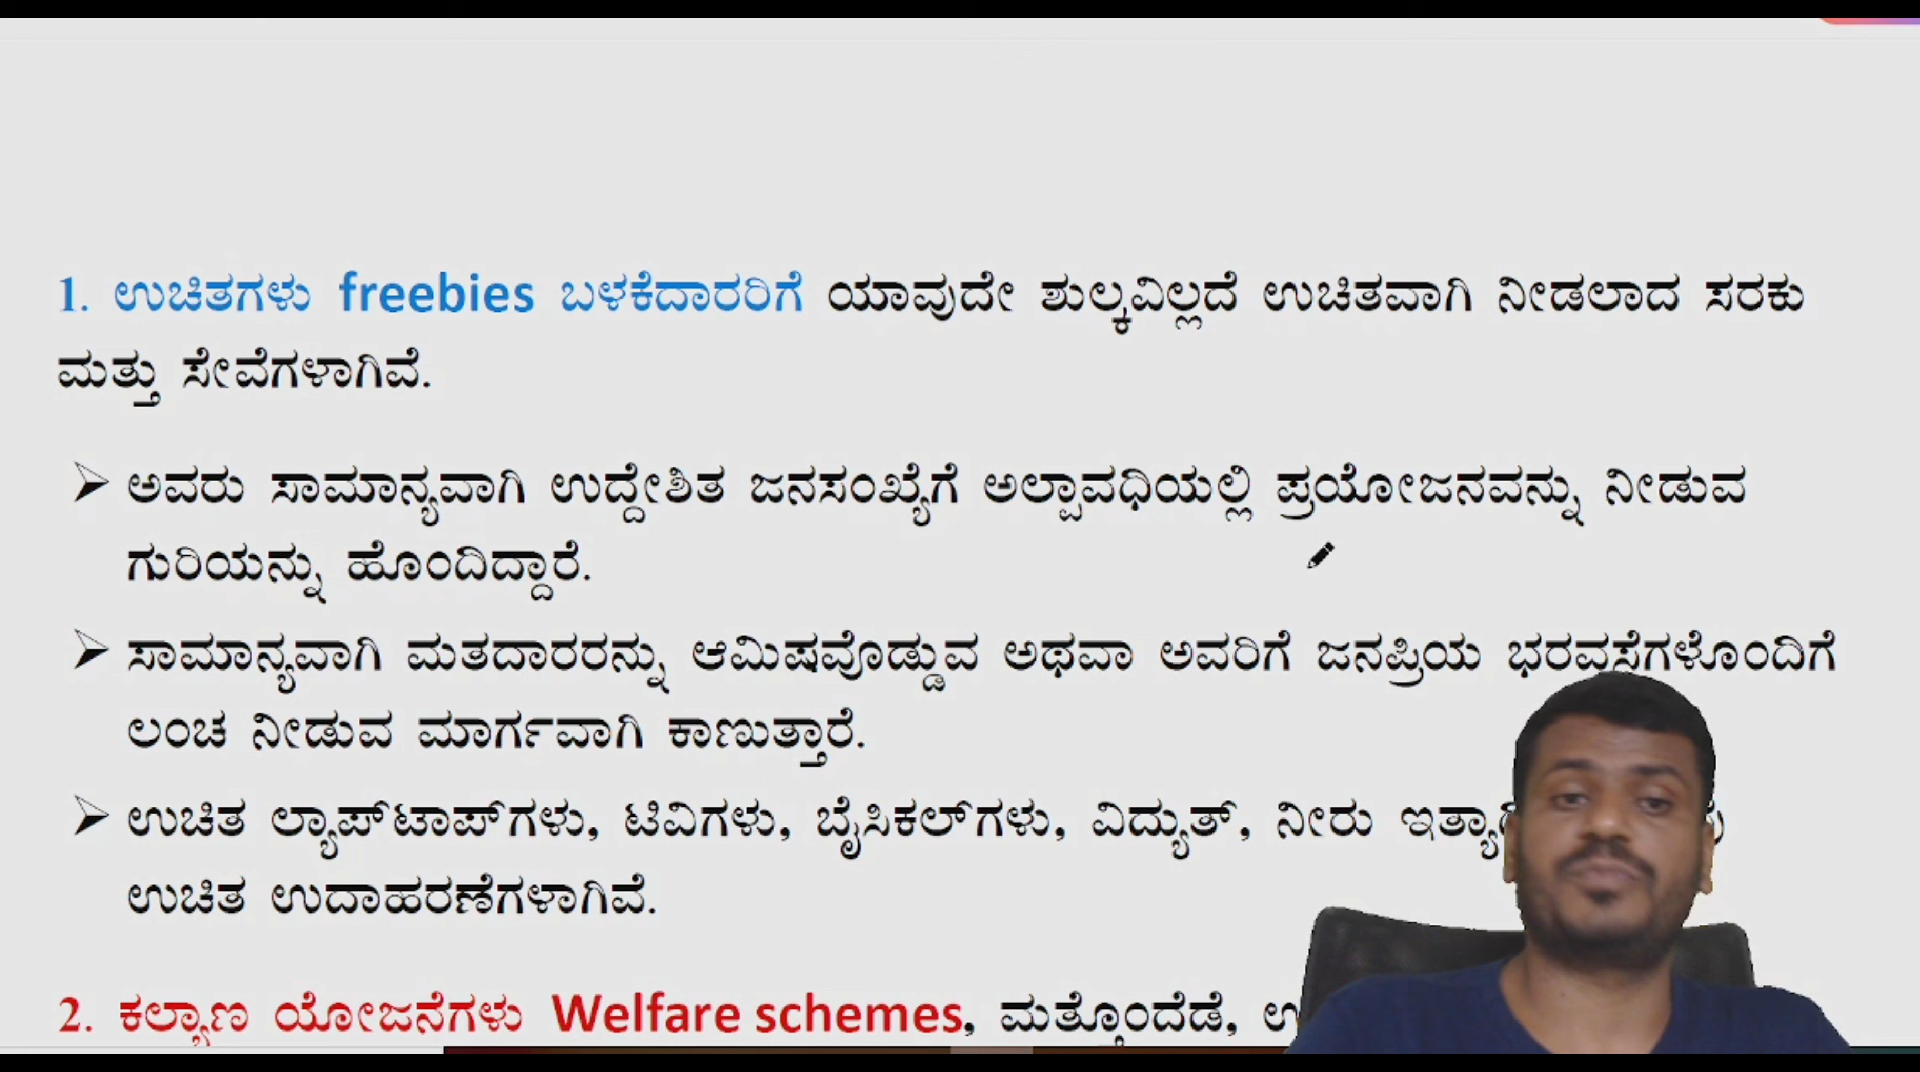 1. ಉಚಿತಗಳು freebies ಬಳಕೆದಾರರಿಗೆ ಯಾವುದೇ ಶುಲ್ಕವಿಲ್ಲದೆ ಉಚಿತವಾಗಿ ನೀಡಲಾದ ಸರಕು
ಮತ್ತು ಸೇವೆಗಳಾಗಿವೆ.
➢ ಅವರು ಸಾಮಾನ್ಯವಾಗಿ ಉದ್ದೇಶಿತ ಜನಸಂಖ್ಯೆಗೆ ಅಲ್ಪಾವಧಿಯಲ್ಲಿ ಪ್ರಯೋಜನವನ್ನು ನೀಡುವ
ಗುರಿಯನ್ನು ಹೊಂದಿದ್ದಾರೆ.
➢ ಸಾಮಾನ್ಯವಾಗಿ ಮತದಾರರನ್ನು ಆಮಿಷವೊಡ್ಡುವ ಅಥವಾ ಅವರಿಗೆ ಜನಪ್ರಿಯ ಭರವಸೆಗಳೊಂದಿಗೆ
ಲಂಚ ನೀಡುವ ಮಾರ್ಗವಾಗಿ ಕಾಣುತ್ತಾರೆ.
➢ ಉಚಿತ ಲ್ಯಾಪ್‌ಟಾಪ್‌ಗಳು, ಟಿವಿಗಳು, ಬೈಸಿಕಲ್‌ಗಳು, ವಿದ್ಯುತ್, ನೀರು
ಉಚಿತ ಉದಾಹರಣೆಗಳಾಗಿವೆ.
2. ಕಲ್ಯಾಣ ಯೋಜನೆಗಳು Welfare schemes, ಮತ್ತೊಂದೆಡೆ,